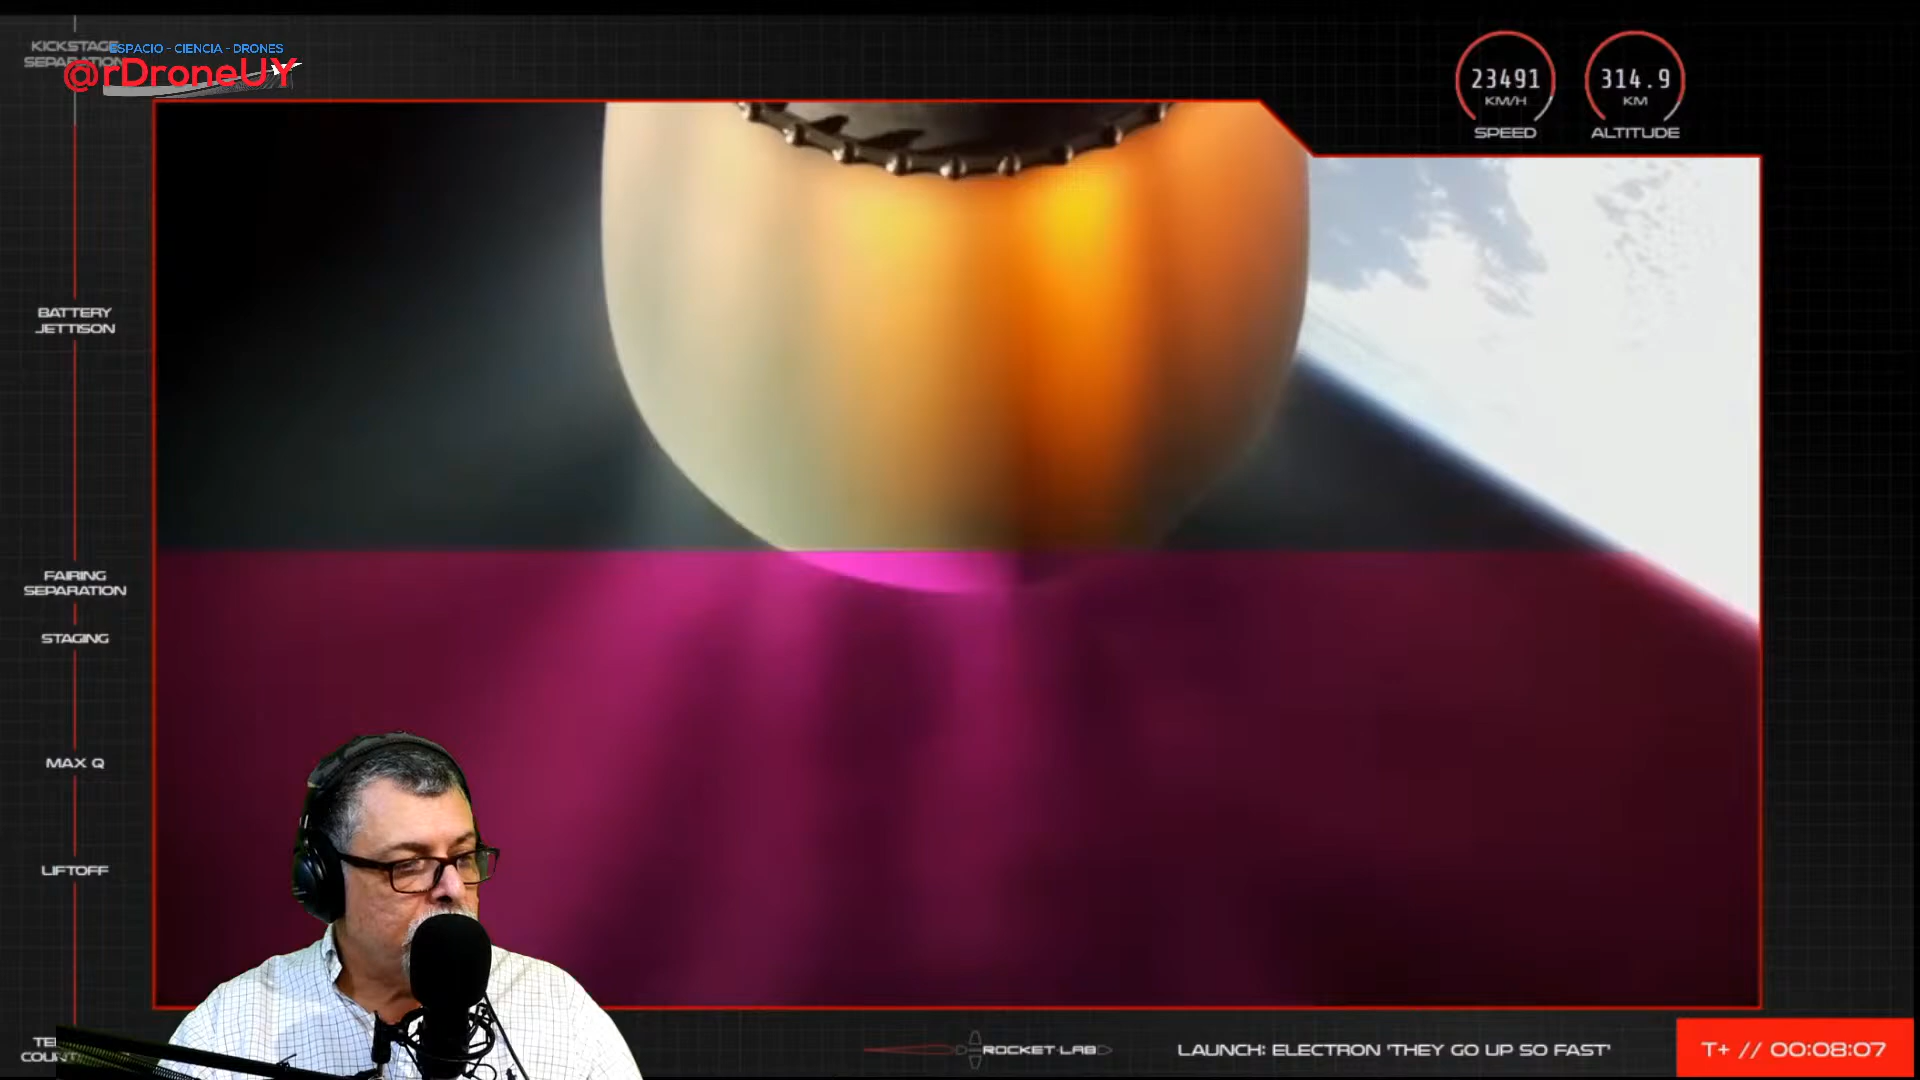 KICKSTAGE
SEPARATION
ESPACIO - CIENCIA - DRONES
@rDroneUY
23491
KM/H
SPEED
314.9
KM
ALTITUDE
BATTERY
JETTISON
FAIRING
SEPARATION
STAGING
MAX Q
LIFTOFF
ROCKET LAB
LAUNCH: ELECTRON 'THEY GO UP SO FAST'
T+ // 00:08:07